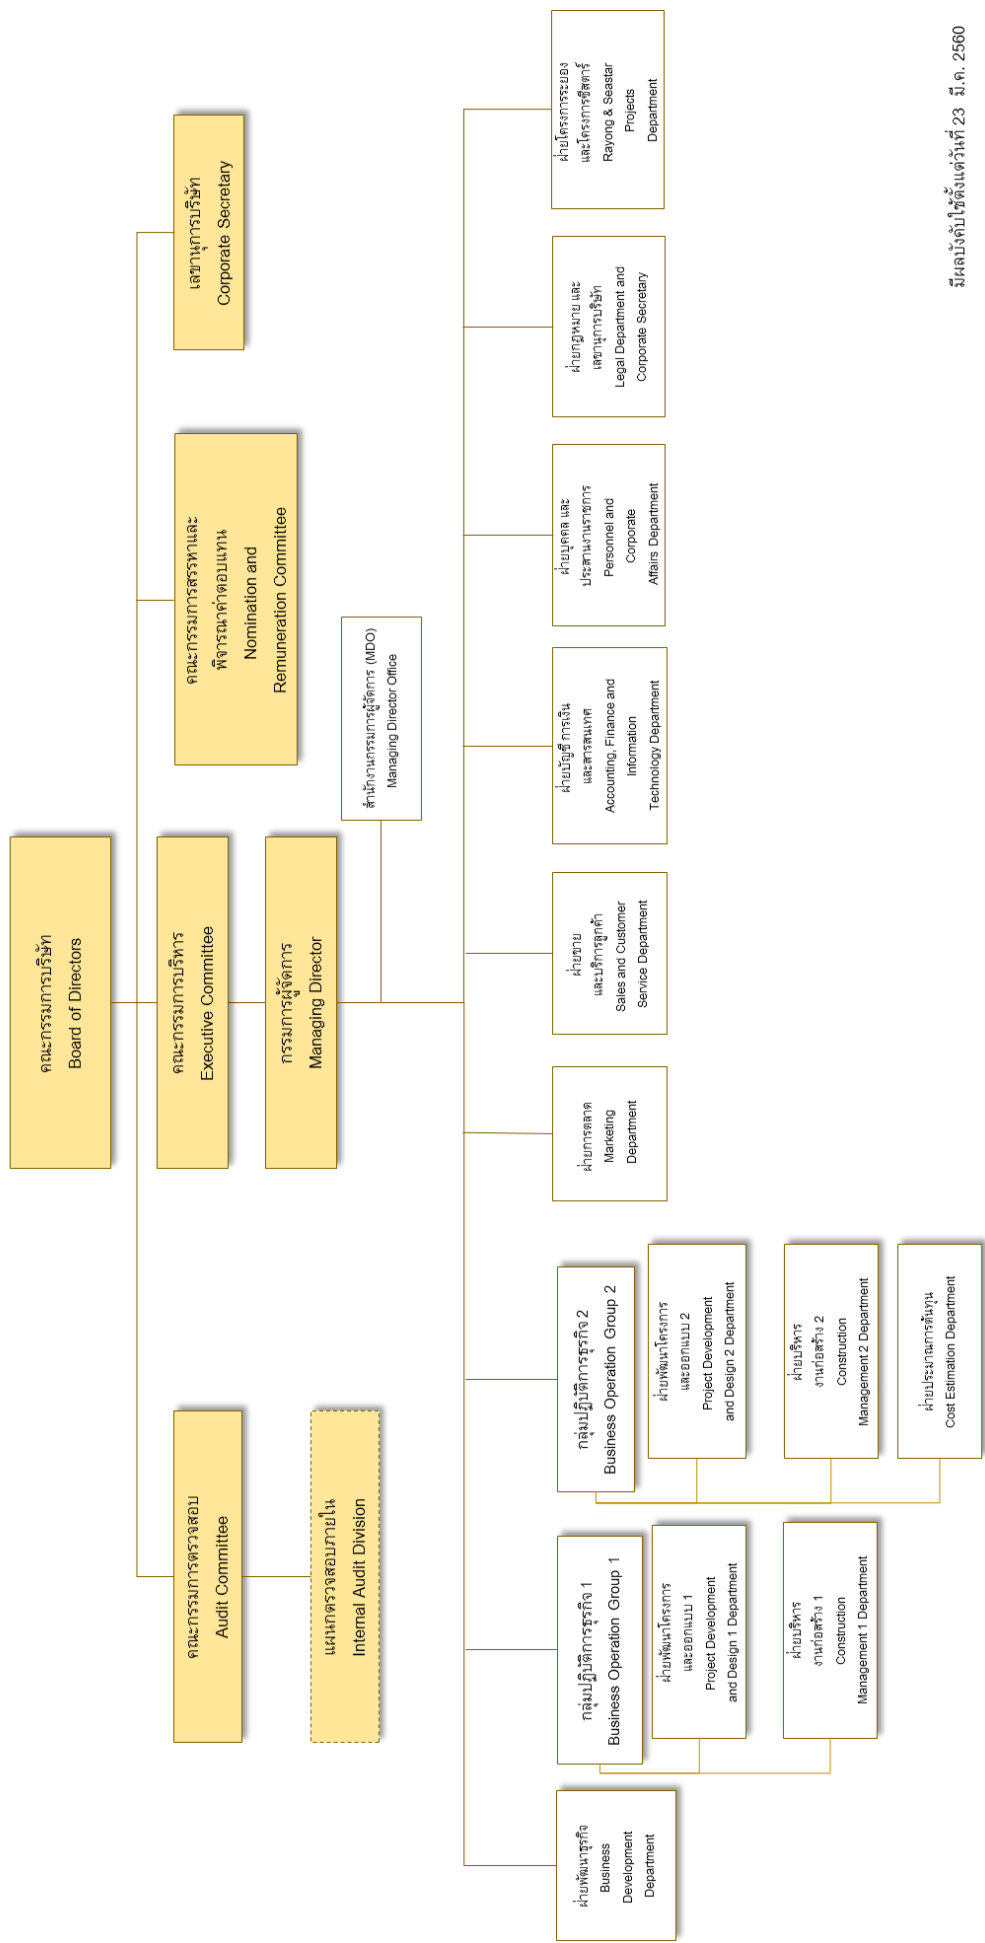 คณะกรรมการบริษัท
Board of Directors
คณะกรรมการตรวจสอบ
Audit Committee
แผนกตรวจสอบภายใน
Internal Audit Division
คณะกรรมการบริหาร
Executive Committee
คณะกรรมการสรรหาและ
พิจารณาค่าตอบแทน
Nomination and
Remuneration Committee
เลขานุการบริษัท
Corporate Secretary
กรรมการผู้จัดการ
Managing Director
สำนักงานกรรมการผู้จัดการ (MDO)
Managing Director Office
ฝ่ายพัฒนาธุรกิจ
Business
Development
Department
กลุ่มปฏิบัติการธุรกิจ 1
Business Operation Group 1
ฝ่ายพัฒนาโครงการ
และออกแบบ 1
Project Development
and Design 1 Department
ฝ่ายบริหาร
งานก่อสร้าง 1
Construction
Management 1 Department
กลุ่มปฏิบัติการธุรกิจ 2
Business Operation Group 2
ฝ่ายพัฒนาโครงการ
และออกแบบ 2
Project Development
and Design 2 Department
ฝ่ายบริหาร
งานก่อสร้าง 2
Construction
Management 2 Department
ฝ่ายประมาณการต้นทุน
Cost Estimation Department
ฝ่ายการตลาด
Marketing
Department
ฝ่ายขาย
และบริการลูกค้า
Sales and Customer
Service Department
ฝ่ายบัญชี การเงิน
และสารสนเทศ
Accounting, Finance and
Information
Technology Department
ฝ่ายบุคคล และ
ประสานงานราชการ
Personnel and
Corporate
Affairs Department
ฝ่ายกฎหมาย และ
เลขานุการบริษัท
Legal Department and
Corporate Secretary
ฝ่ายโครงการระยอง
และโครงการซีสตาร์
Rayong & Seastar
Projects
Department
มีผลบังคับใช้ตั้งแต่วันที่ 23 มี.ค. 2560